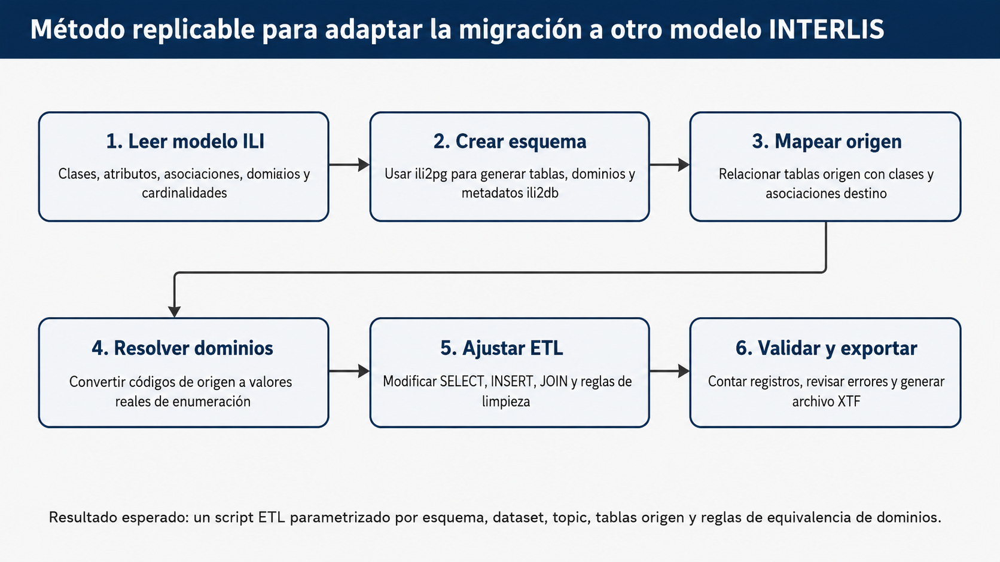 Método replicable para adaptar la migración a otro modelo INTERLIS
1. Leer modelo ILI
Clases, atributos, asociaciones, dominios y
cardinalidades
2. Crear esquema
Usar ili2pg para generar tablas, dominios y
metadatos ili2db
3. Mapear origen
Relacionar tablas origen con clases y
asociaciones destino
4. Resolver dominios
Convertir códigos de origen a valores
reales de enumeración
5. Ajustar ETL
Modificar SELECT, INSERT, JOIN y reglas de
limpieza
6. Validar y exportar
Contar registros, revisar errores y generar
archivo XTF
Resultado esperado: un script ETL parametrizado por esquema, dataset, topic, tablas origen y reglas de equivalencia de dominios.